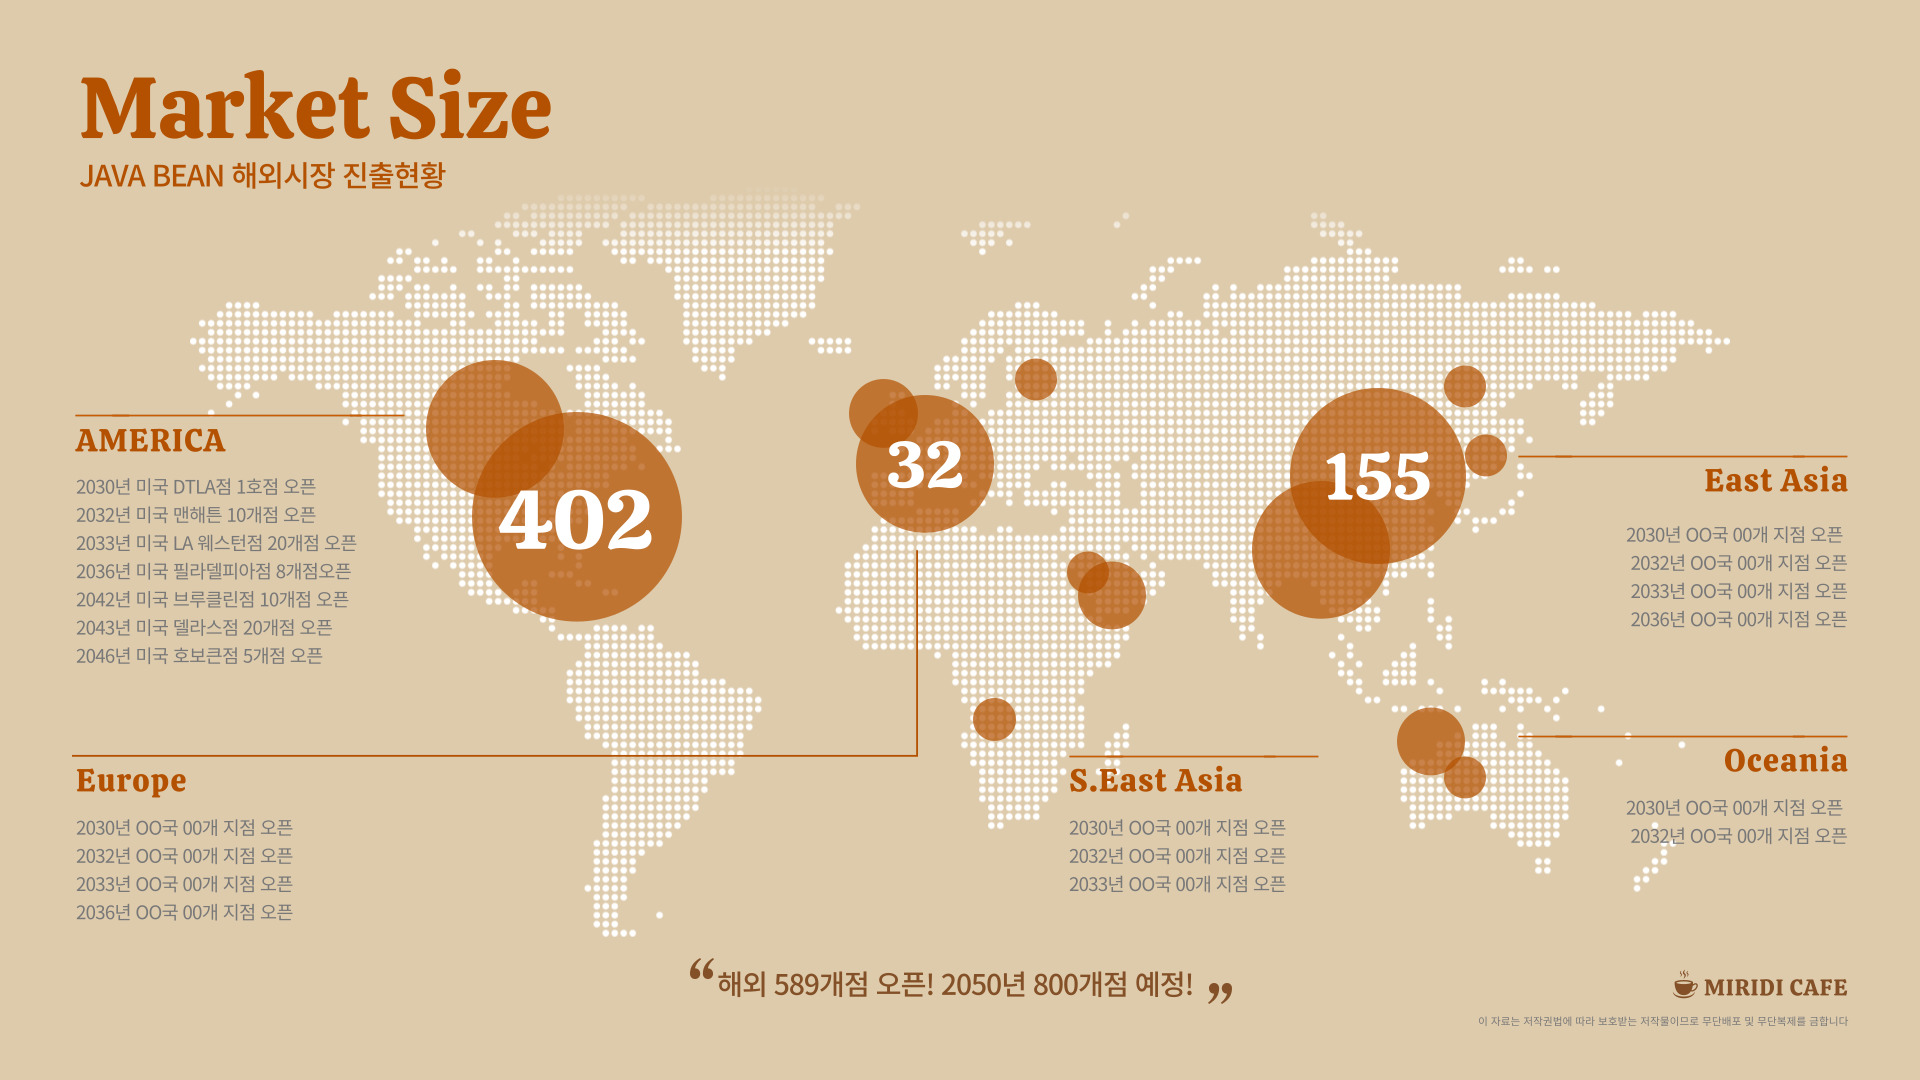 Market Size
JAVA BEAN 해외시장 진출현황
402
32
155
AMERICA
2030년 미국 DTLA점 1호점 오픈
2032년 미국 맨해튼 10개점 오픈
2033년 미국 LA 웨스턴점 20개점 오픈
2036년 미국 필라델피아점 8개점오픈
2042년 미국 브루클린점 10개점 오픈
2043년 미국 델라스점 20개점 오픈
2046년 미국 호보큰점 5개점 오픈
East Asia
2030년 OO국 00개 지점 오픈
2032년 OO국 00개 지점 오픈
2033년 OO국 00개 지점 오픈
2036년 OO국 00개 지점 오픈
Europe
2030년 OO국 00개 지점 오픈
2032년 OO국 00개 지점 오픈
2033년 OO국 00개 지점 오픈
2036년 OO국 00개 지점 오픈
S.East Asia
2030년 OO국 00개 지점 오픈
2032년 OO국 00개 지점 오픈
2033년 OO국 00개 지점 오픈
Oceania
2030년 OO국 00개 지점 오픈
2032년 OO국 00개 지점 오픈
“해외 589개점 오픈! 2050년 800개점 예정! ”
MIRIDI CAFE
이 자료는 저작권법에 따라 보호받는 저작물이므로 무단배포 및 무단복제를 금합니다